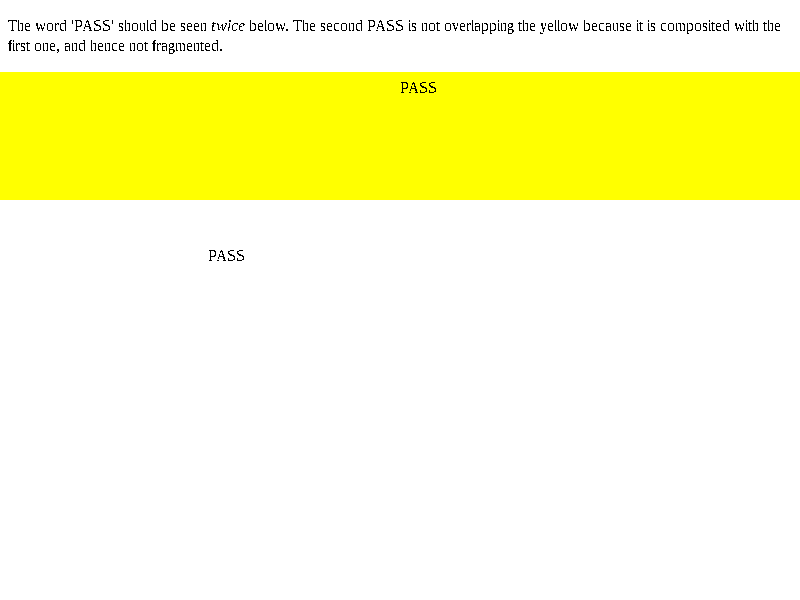 The word 'PASS' should be seen twice below. The second PASS is not overlapping the yellow because it is composited with the
first one, and hence not fragmented.
PASS
PASS